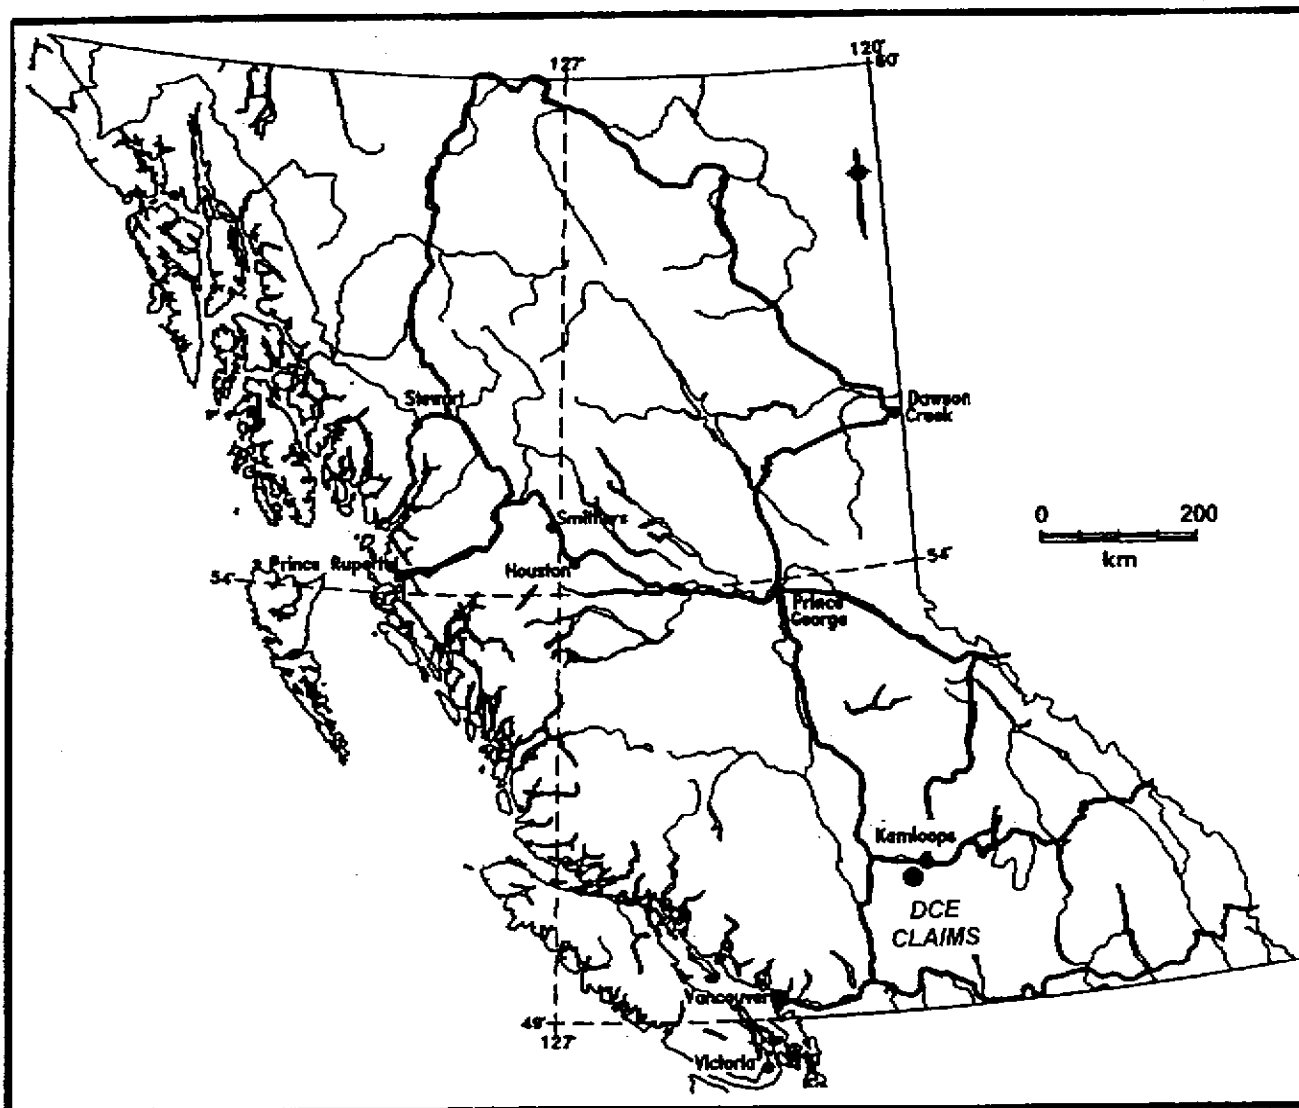 127°
120°
60°
Stewart
Dawson
Creek
Smithers
0 200
km
54°
Prince Rupert
54°
Houston
Prince
George
Kamloops
DCE
CLAIMS
Vancouver
49°
127°
Victoria